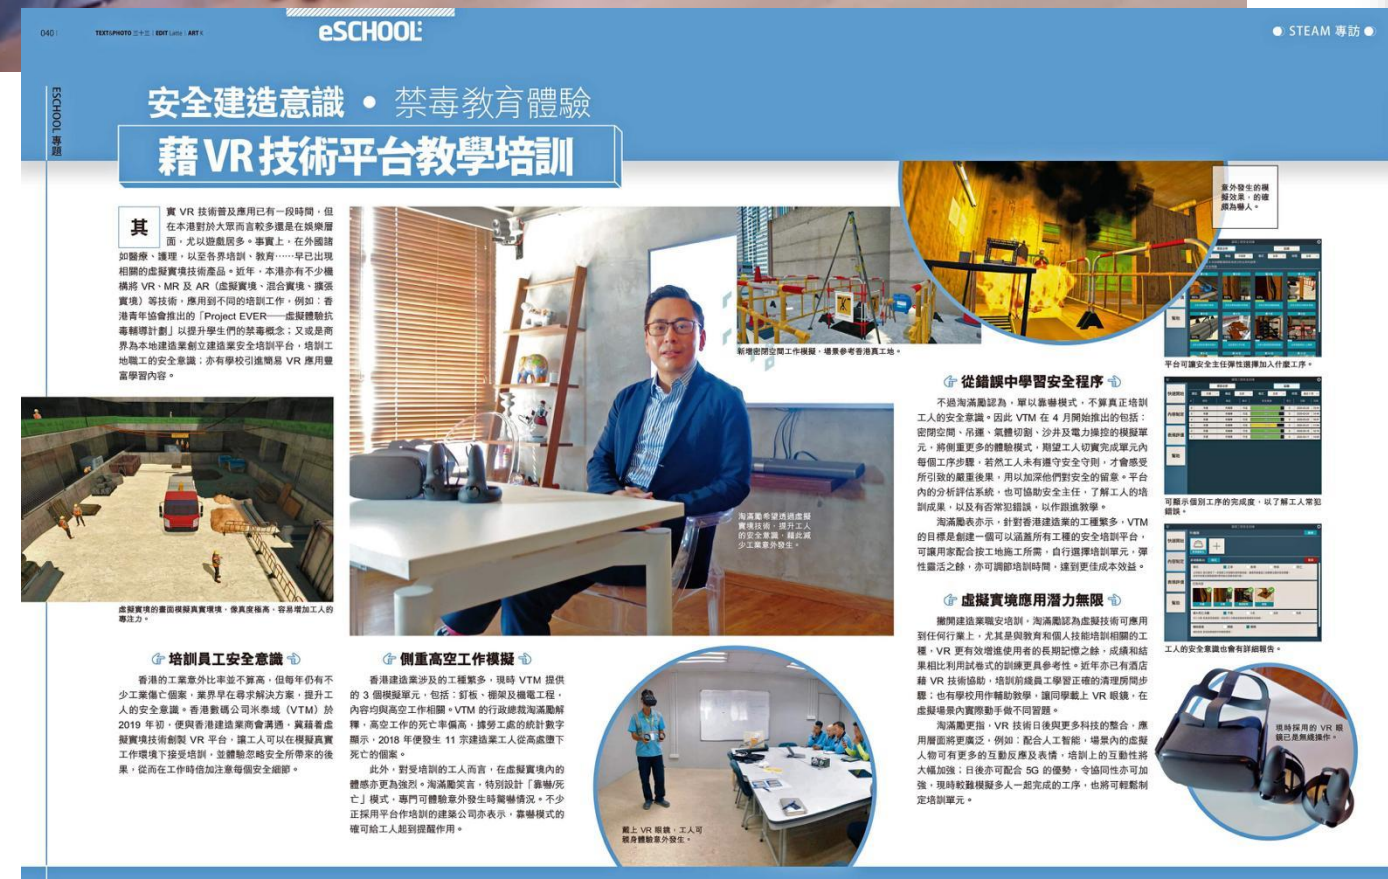 040
TEXT&PHOTO 三十三 | EDIT Lato | ART K
eSCHOOL
STEAM 專訪
ESCHOOL 專題
安全建造意識 • 禁毒教育體驗
藉 VR 技術平台教學培訓
其實 VR 技術普及應用已有一段時間，但
在本港對於大眾而言較多還是在娛樂層
面，尤以遊戲居多。事實上，在外國諸
如醫療、護理，以至各界培訓、教育……早已出現
相關的虛擬實境技術產品。近年，本港亦有不少機
構將 VR、MR 及 AR（虛擬實境、混合實境、擴張
實境）等技術，應用到不同的培訓工作，例如：香
港青年協會推出的「Project EVER——虛擬體驗抗
毒輔導計劃」以提升學生們的禁毒概念；又或是商
界為本地建造業創立建造業安全培訓平台，培訓工
地職工的安全意識；亦有學校引進簡易 VR 應用豐
富學習內容。
虛擬實境的畫面模擬真實環境，像真度極高，容易增加工人的
專注力。
培訓員工安全意識
香港的工業意外比率並不算高，但每年仍有不
少工業傷亡個案，業界早在尋求解決方案，提升工
人的安全意識。香港數碼公司米泰域（VTM）於
2019 年初，便與香港建造業商會溝通，冀藉着虛
擬實境技術創製 VR 平台，讓工人可以在模擬真實
工作環境下接受培訓，並體驗忽略安全所帶來的後
果，從而在工作時倍加注意每個安全細節。
淘滿勵希望透過虛擬
實境技術，提升工人
的安全意識，藉此減
少工業意外發生。
側重高空工作模擬
香港建造業涉及的工種繁多，現時 VTM 提供
的 3 個模擬單元，包括：釘板、棚架及機電工程，
內容均與高空工作相關。VTM 的行政總裁淘滿勵解
釋，高空工作的死亡率偏高，據勞工處的統計數字
顯示，2018 年便發生 11 宗建造業工人從高處墮下
死亡的個案。
此外，對受培訓的工人而言，在虛擬實境內的
體感亦更為強烈。淘滿勵笑言，特別設計「靠嚇/死
亡」模式，專門可體驗意外發生時驚嚇情況。不少
正採用平台作培訓的建築公司亦表示，靠嚇模式的
確可給工人起到提醒作用。
戴上 VR 眼鏡，工人可
親身體驗意外發生。
新增密閉空間工作模擬，場景參考香港真工地。
意外發生的模
擬效果，的確
頗為嚇人。
從錯誤中學習安全程序
不過淘滿勵認為，單以靠嚇模式，不算真正培訓
工人的安全意識。因此 VTM 在 4 月開始推出的包括：
密閉空間、吊運、氣體切割、沙井及電力操控的模擬單
元，將側重更多的體驗模式，期望工人切實完成單元內
每個工序步驟，若然工人未有遵守安全守則，才會感受
所引致的嚴重後果，用以加深他們對安全的留意。平台
內的分析評估系統，也可協助安全主任，了解工人的培
訓成果，以及有否常犯錯誤，以作跟進教學。
淘滿勵表亦示，針對香港建造業的工種繁多，VTM
的目標是創建一個可以涵蓋所有工種的安全培訓平台，
可讓用家配合按工地施工所需，自行選擇培訓單元，彈
性靈活之餘，亦可調節培訓時間，達到更佳成本效益。
虛擬實境應用潛力無限
撇開建造業職安培訓，淘滿勵認為虛擬技術可應用
到任何行業上，尤其是與教育和個人技能培訓相關的工
種，VR 更有效增進使用者的長期記憶之餘，成績和結
果相比利用試卷式的訓練更具參考性。近年亦已有酒店
藉 VR 技術協助，培訓前綫員工學習正確的清理房間步
驟；也有學校用作輔助教學，讓同學戴上 VR 眼鏡，在
虛擬場景內實際動手做不同習題。
淘滿勵更指，VR 技術日後與更多科技的整合，應
用層面將更廣泛，例如：配合人工智能，場景內的虛擬
人物可有更多的互動反應及表情，培訓上的互動性將
大幅加強；日後亦可配合 5G 的優勢，令協同性亦可加
強，現時較難模擬多人一起完成的工序，也將可輕鬆制
定培訓單元。
平台可讓安全主任彈性選擇加入什麼工序。
可顯示個別工序的完成度，以了解工人常犯
錯誤。
工人的安全意識也會有詳細報告。
現時採用的 VR 眼
鏡已是無綫操作。